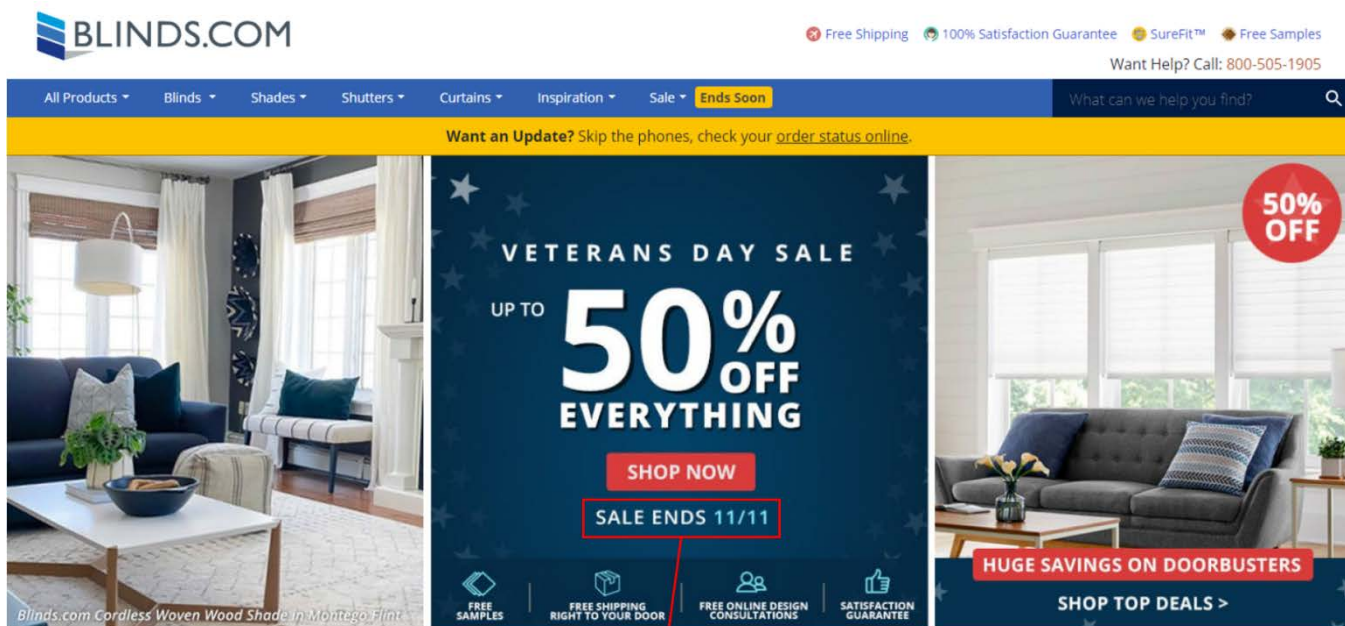 BLINDS.COM
Free Shipping 100% Satisfaction Guarantee SureFit™ Free Samples
Want Help? Call: 800-505-1905
All Products Blinds Shades Shutters Curtains Inspiration Sale Ends Soon What can we help you find?
Want an Update? Skip the phones, check your order status online.
VETERANS DAY SALE
UP TO 50% OFF
EVERYTHING
SHOP NOW
SALE ENDS 11/11
FREE SAMPLES
FREE SHIPPING RIGHT TO YOUR DOOR
FREE ONLINE DESIGN CONSULTATIONS
SATISFACTION GUARANTEE
Blinds.com Cordless Woven Wood Shade in Montego Flint
50%
OFF
HUGE SAVINGS ON DOORBUSTERS
SHOP TOP DEALS >